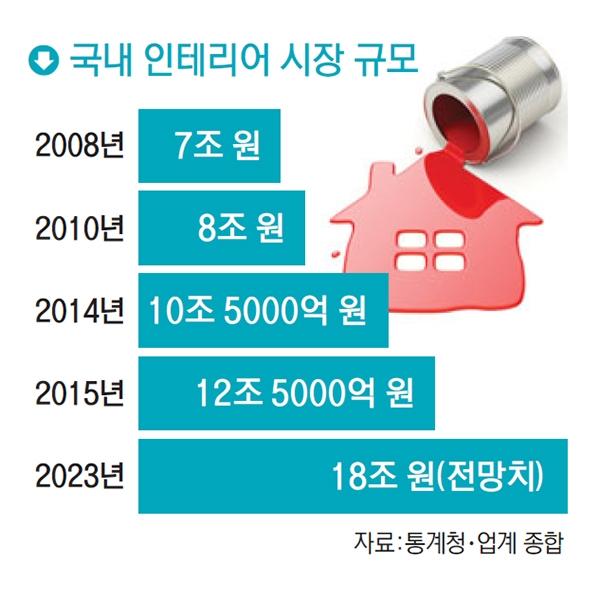 국내 인테리어 시장 규모
2008년 7조 원
2010년 8조 원
2014년 10조 5000억 원
2015년 12조 5000억 원
2023년 18조 원(전망치)
자료:통계청·업계 종합